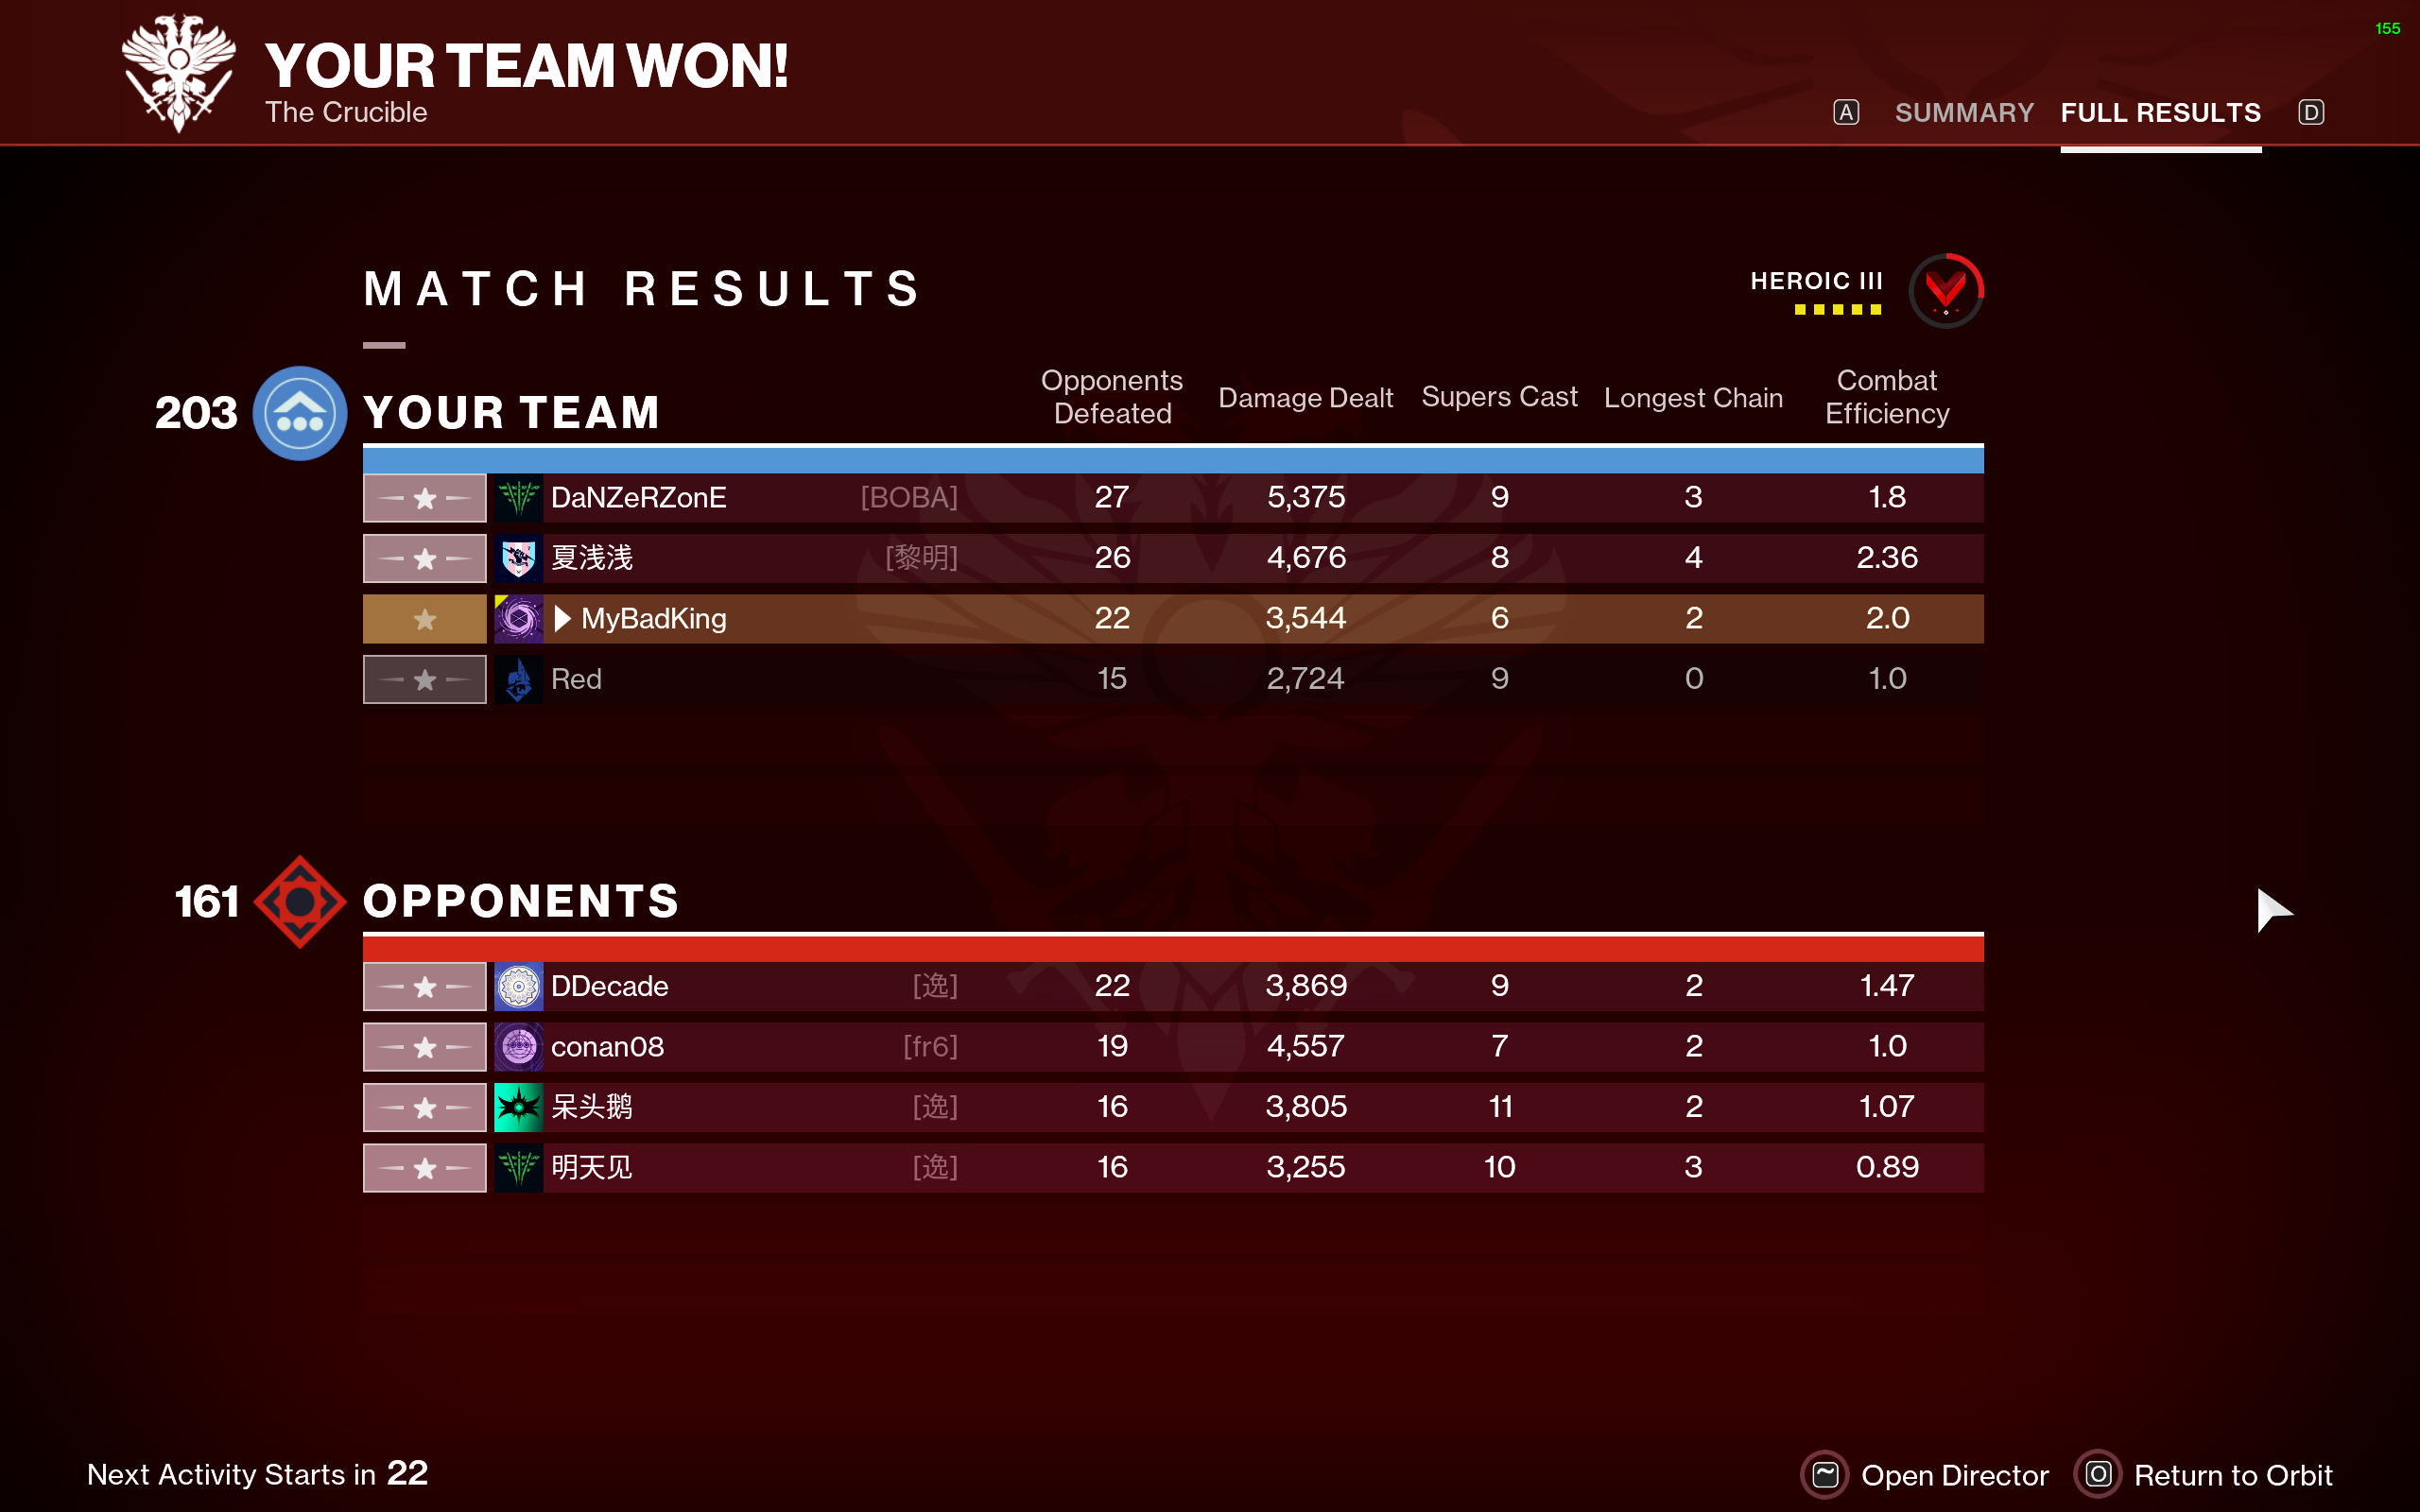 155
YOUR TEAM WON!
The Crucible
A SUMMARY FULL RESULTS D
MATCH RESULTS
HEROIC III
203 YOUR TEAM
Opponents Defeated Damage Dealt Supers Cast Longest Chain Combat Efficiency
DaNZeRZonE [BOBA] 27 5,375 9 3 1.8
夏浅浅 [黎明] 26 4,676 8 4 2.36
MyBadKing 22 3,544 6 2 2.0
Red 15 2,724 9 0 1.0
161 OPPONENTS
DDecade [逸] 22 3,869 9 2 1.47
conan08 [fr6] 19 4,557 7 2 1.0
呆头鹅 [逸] 16 3,805 11 2 1.07
明天见 [逸] 16 3,255 10 3 0.89
Next Activity Starts in 22
~ Open Director O Return to Orbit